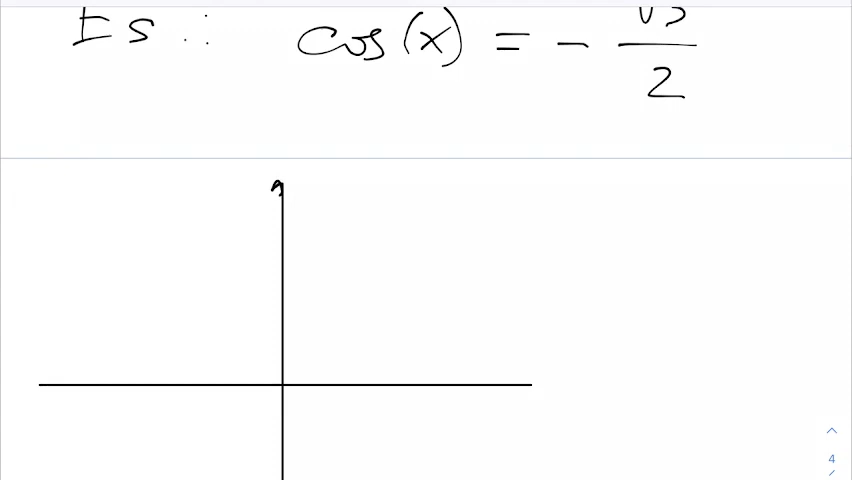 Es: cos(x) = - √3/2
4